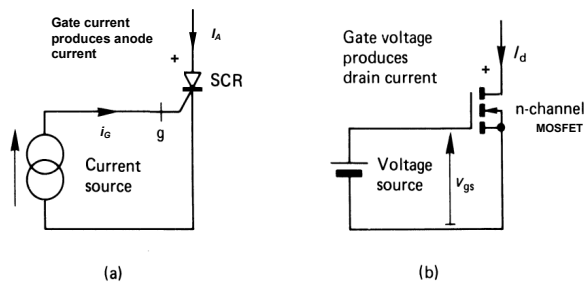 Gate current
produces anode
current
I_A
+
SCR
i_G
g
Current
source
(a)
Gate voltage
produces
drain current
I_d
+
n-channel
MOSFET
Voltage
source
v_gs
(b)